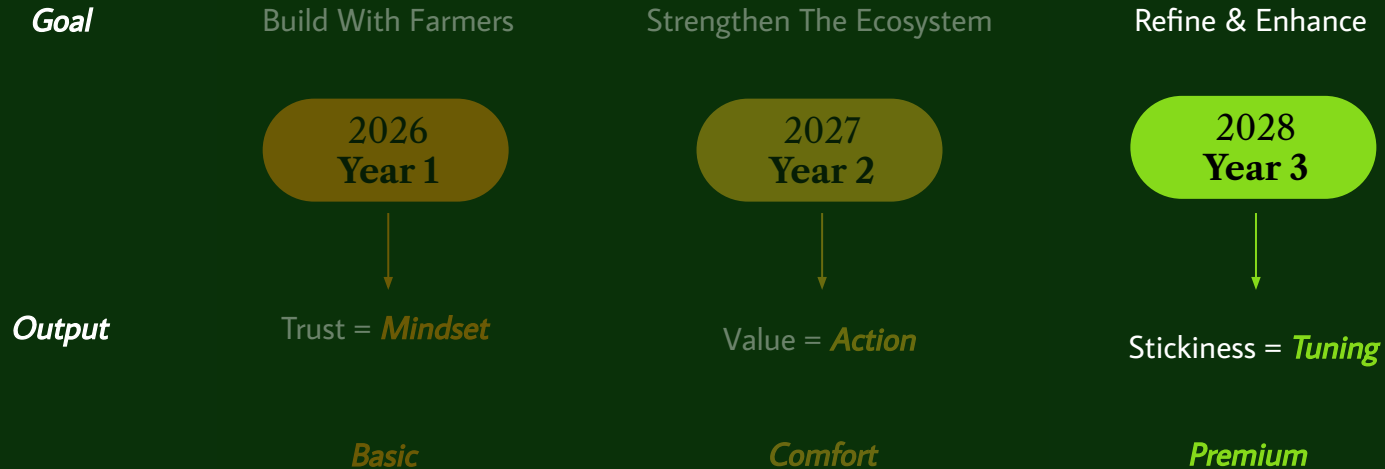 Goal Build With Farmers Strengthen The Ecosystem Refine & Enhance
2026 2027 2028
Year 1 Year 2 Year 3
Output Trust = Mindset Value = Action Stickiness = Tuning
Basic Comfort Premium